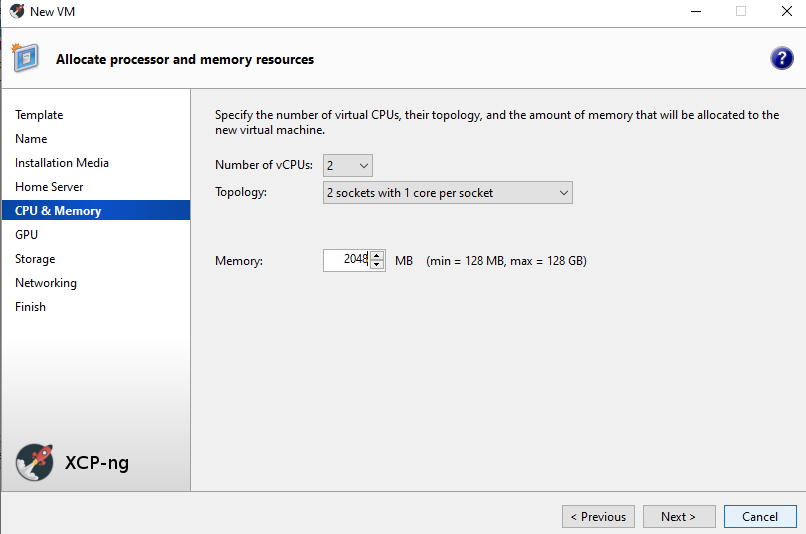 New VM
Allocate processor and memory resources
?
Template
Name
Installation Media
Home Server
CPU & Memory
GPU
Storage
Networking
Finish
XCP-ng
Specify the number of virtual CPUs, their topology, and the amount of memory that will be allocated to the
new virtual machine.
Number of vCPUs: 2
Topology: 2 sockets with 1 core per socket
Memory: 2048 MB (min = 128 MB, max = 128 GB)
< Previous Next > Cancel